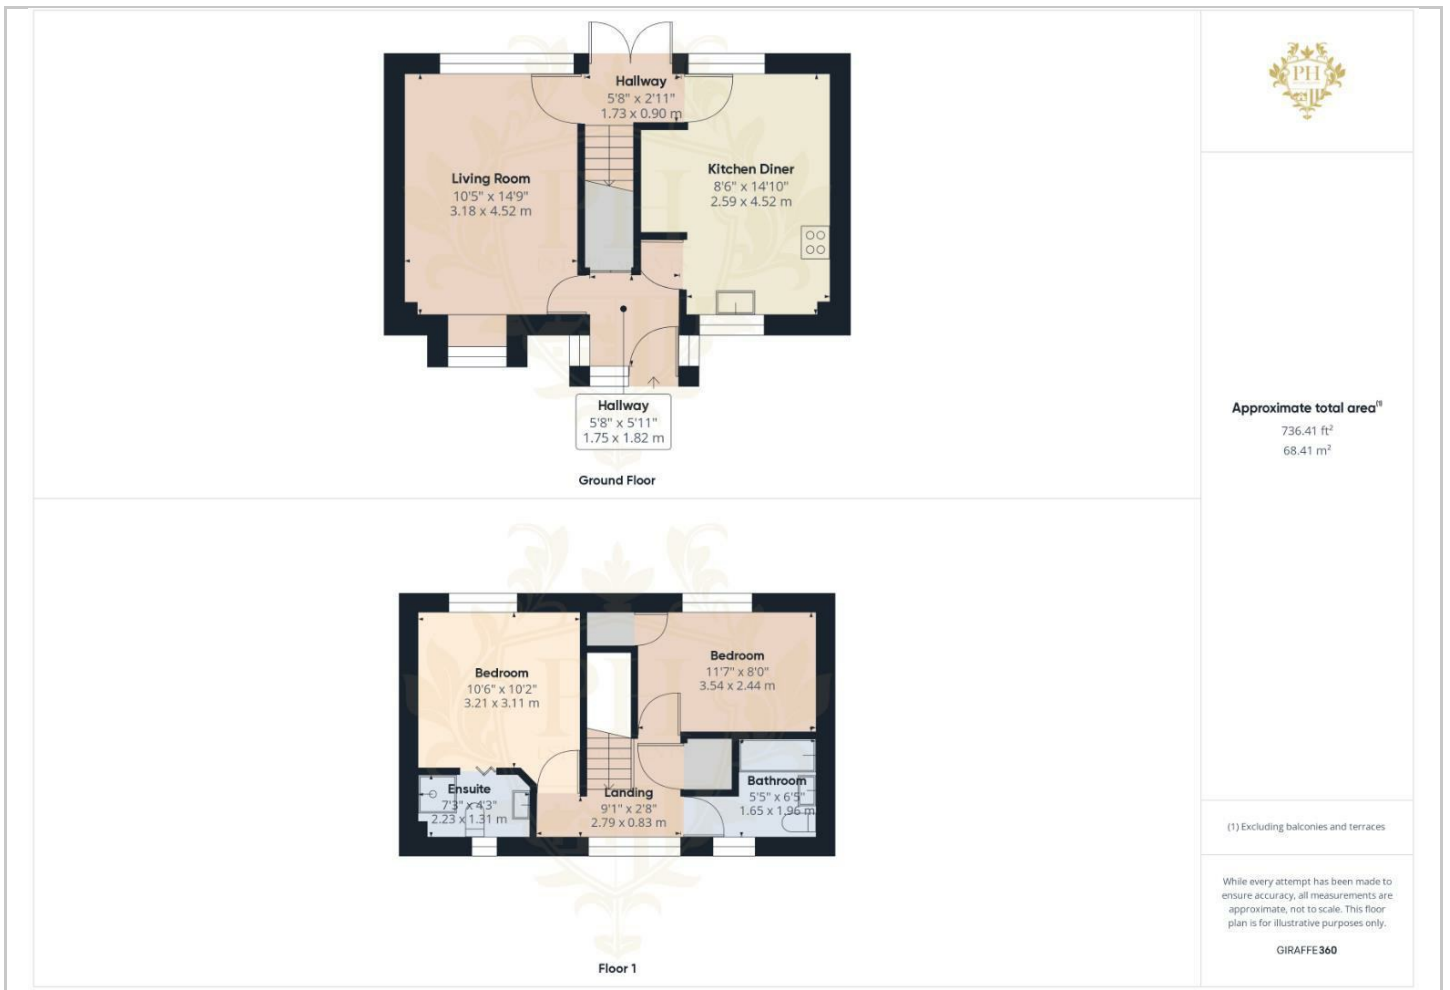 Hallway
5'8" x 2'11"
1.73 x 0.90 m
Living Room
10'5" x 14'9"
3.18 x 4.52 m
Kitchen Diner
8'6" x 14'10"
2.59 x 4.52 m
Hallway
5'8" x 5'11"
1.75 x 1.82 m
Ground Floor
Bedroom
10'6" x 10'2"
3.21 x 3.11 m
Bedroom
11'7" x 8'0"
3.54 x 2.44 m
Ensuite
7'3" x 4'3"
2.23 x 1.31 m
Landing
9'1" x 2'8"
2.79 x 0.83 m
Bathroom
5'5" x 6'5"
1.65 x 1.96 m
Floor 1
PH
Approximate total area(1)
736.41 ft²
68.41 m²
(1) Excluding balconies and terraces
While every attempt has been made to
ensure accuracy, all measurements are
approximate, not to scale. This floor
plan is for illustrative purposes only.
GIRAFFE360